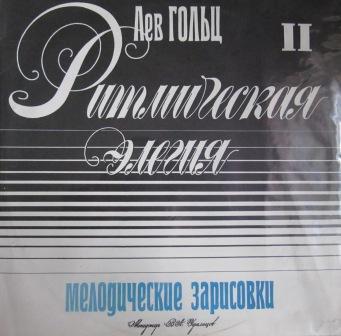 Лев ГОЛЬЦ
II
Ритмическая
элегия
мелодические зарисовки